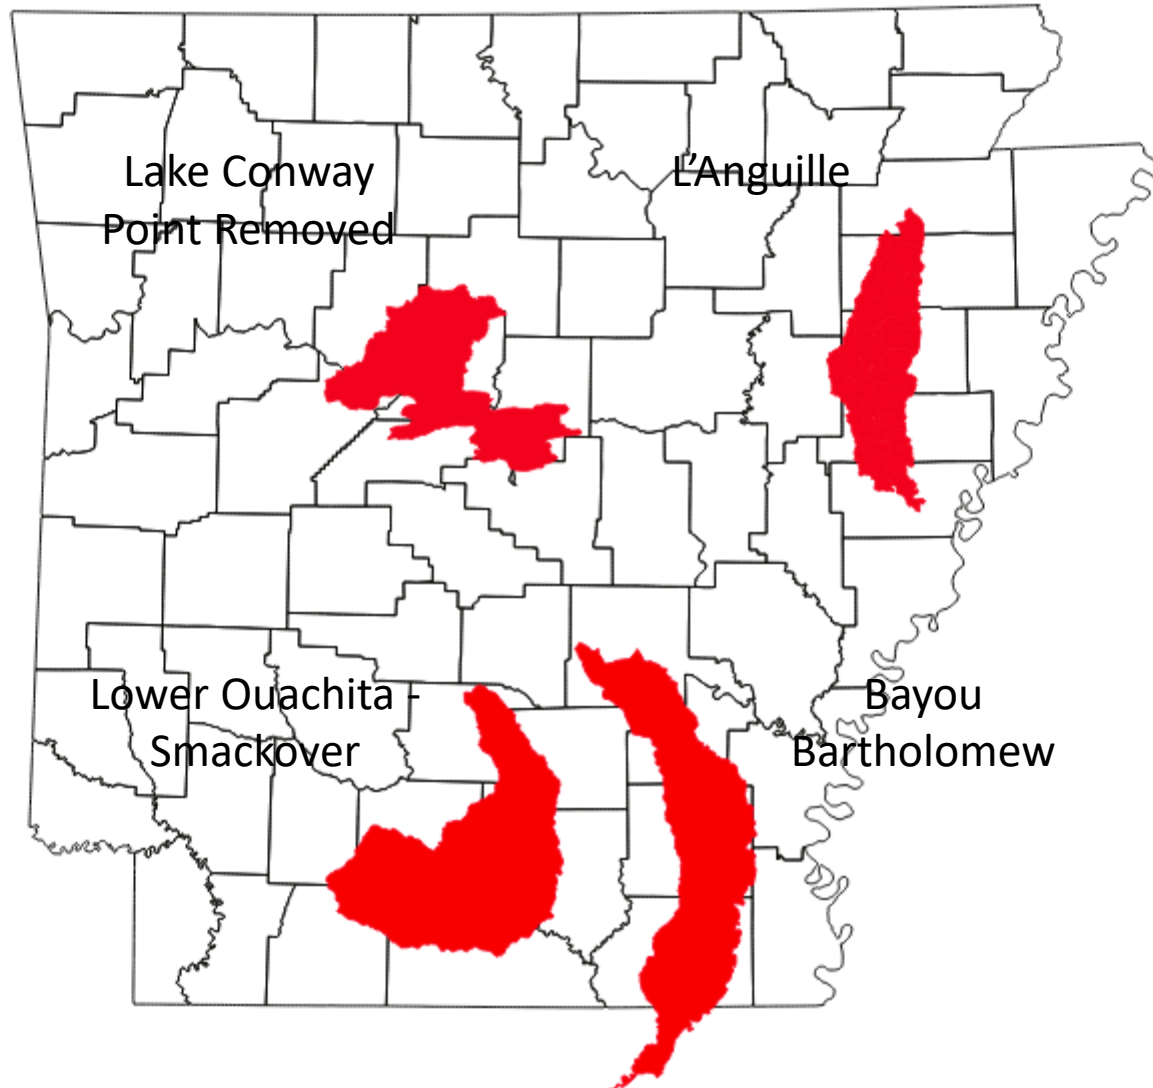 Lake Conway
Point Removed
L’Anguille
Lower Ouachita -
Smackover
Bayou
Bartholomew